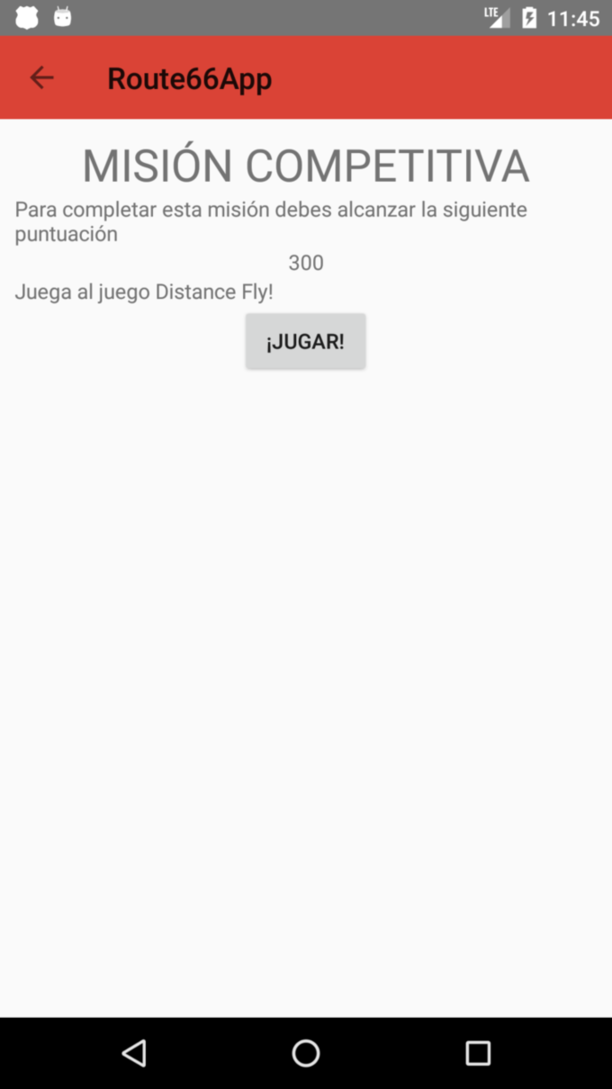 LTE 11:45
Route66App
MISIÓN COMPETITIVA
Para completar esta misión debes alcanzar la siguiente
puntuación
300
Juega al juego Distance Fly!
¡JUGAR!